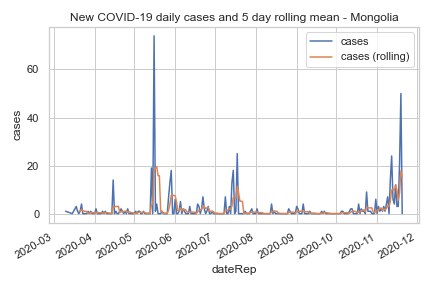 New COVID-19 daily cases and 5 day rolling mean - Mongolia
cases
cases (rolling)
60
40
20
0
cases
2020-03
2020-04
2020-05
2020-06
2020-07
2020-08
2020-09
2020-10
2020-11
2020-12
dateRep